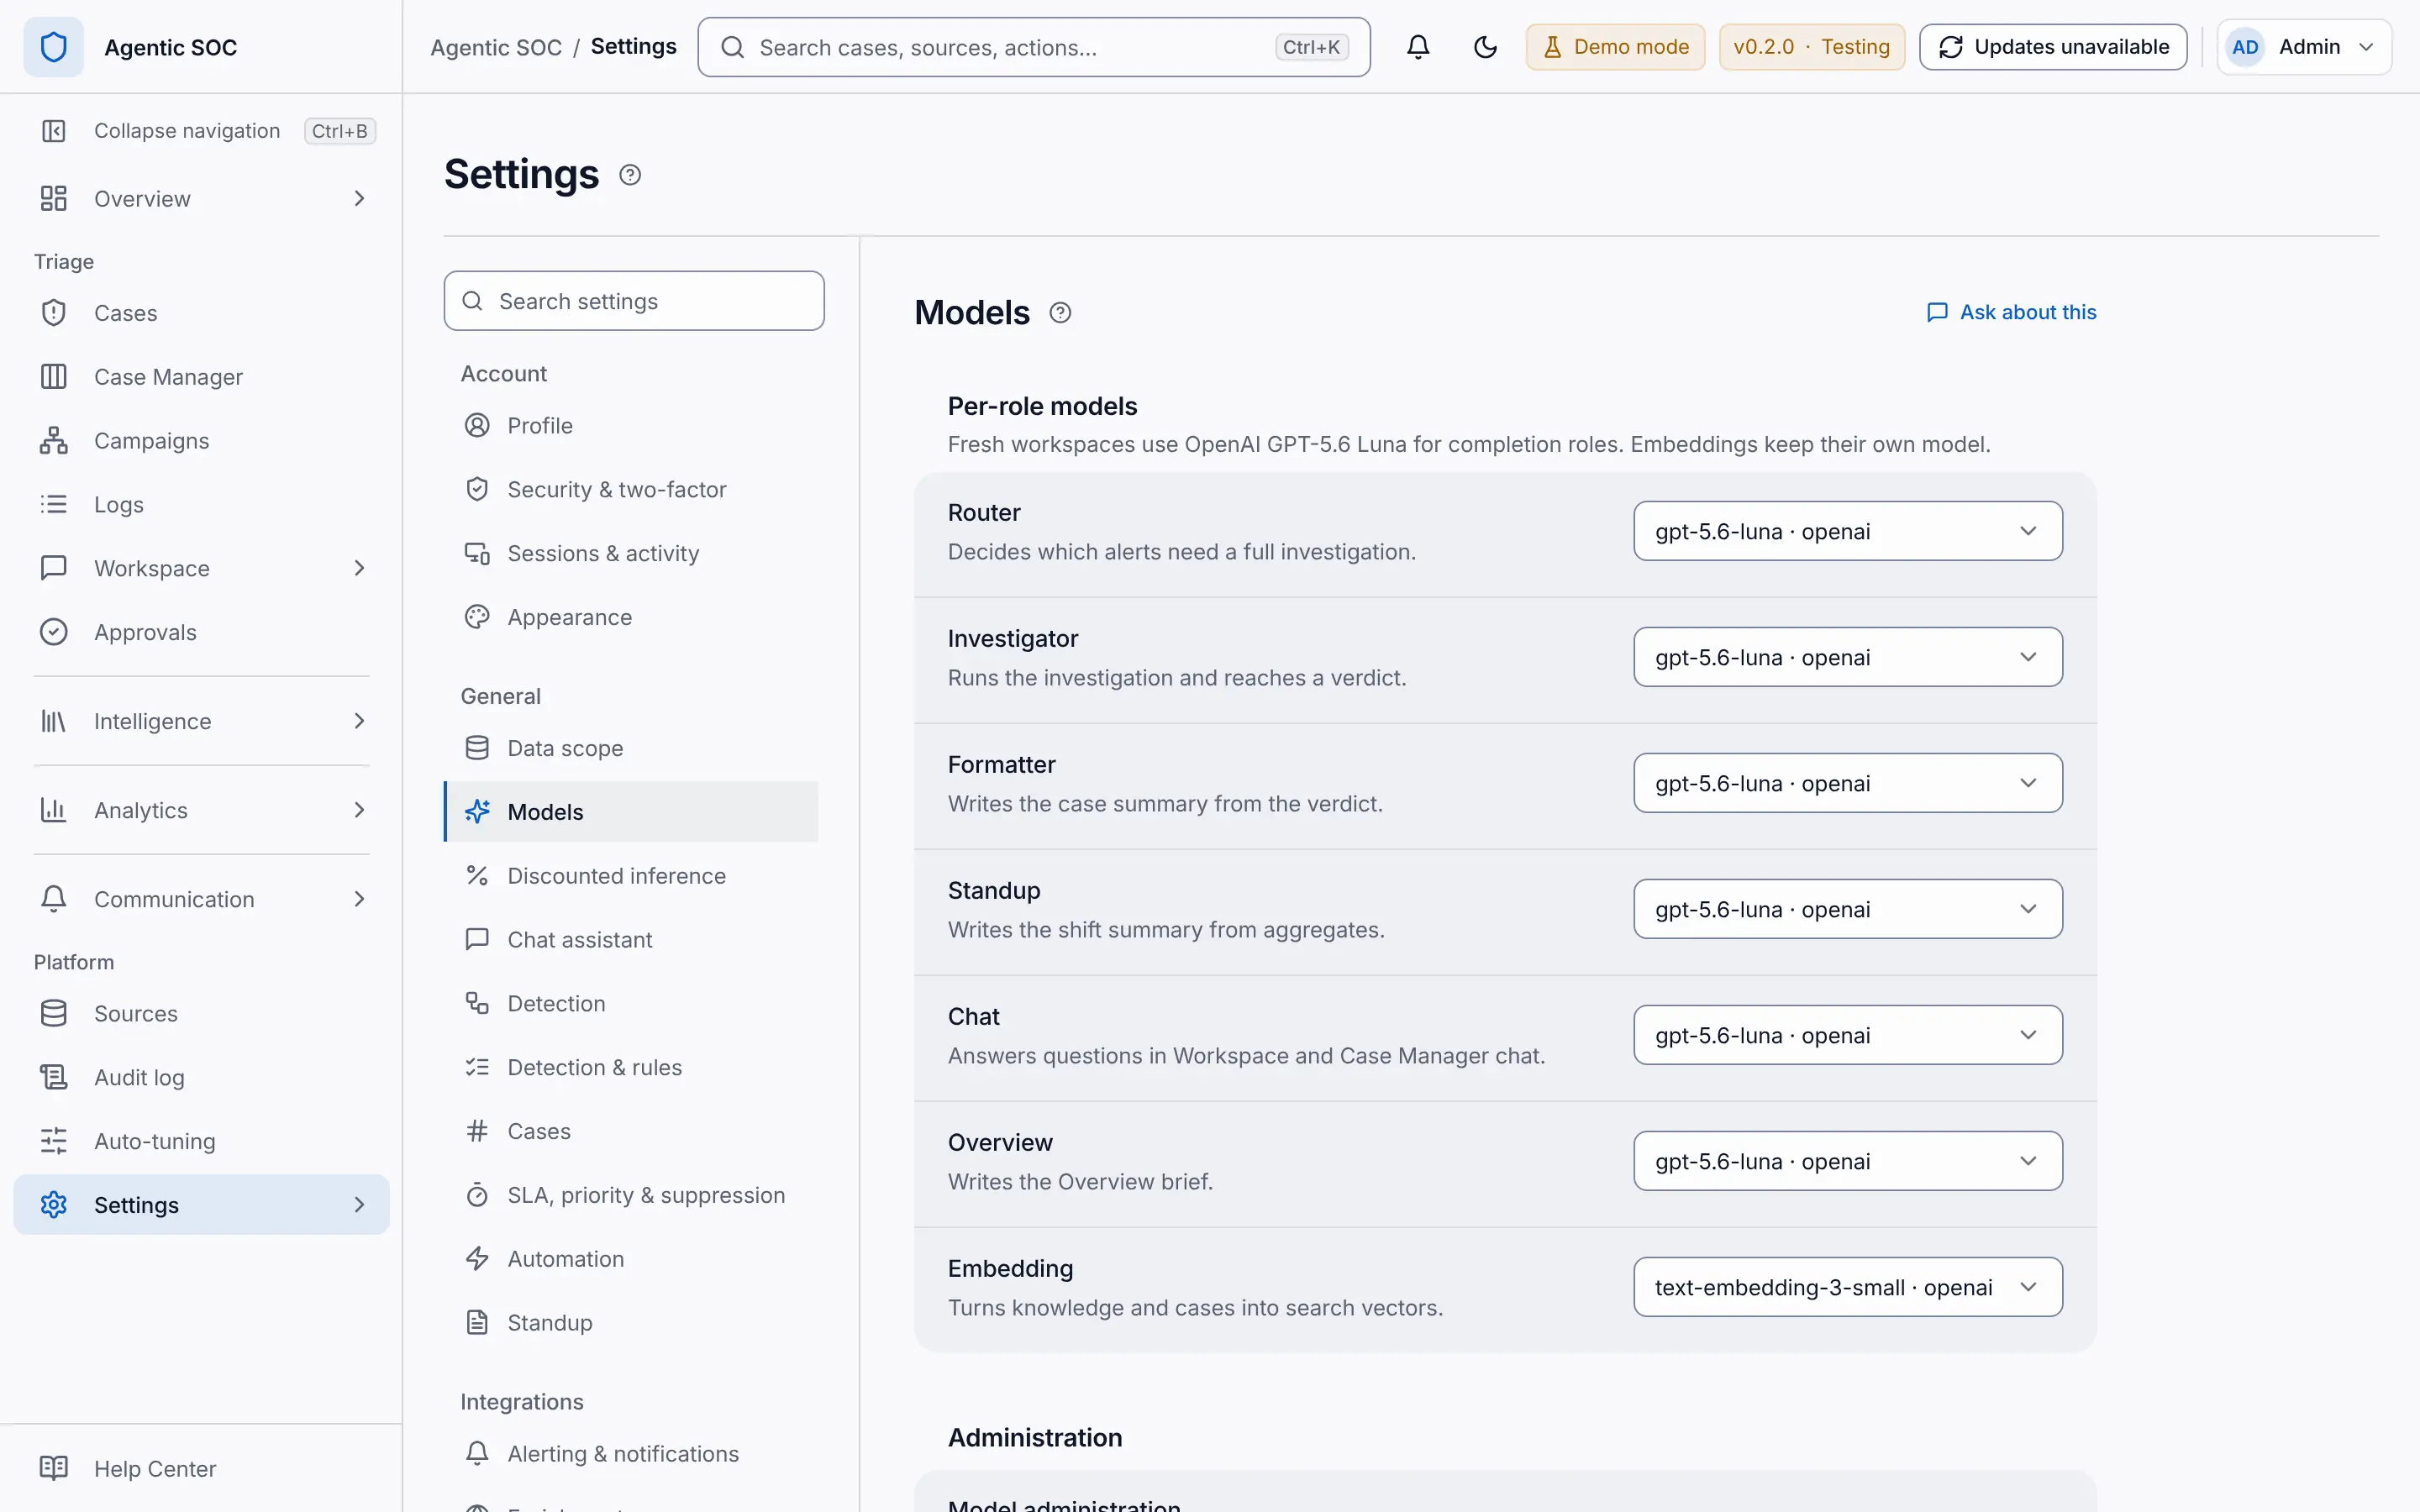 Agentic SOC
Agentic SOC / Settings
Search cases, sources, actions...
Ctrl+K
Demo mode
v0.2.0 · Testing
Updates unavailable
AD
Admin
Collapse navigation
Ctrl+B
Overview
Triage
Cases
Case Manager
Campaigns
Logs
Workspace
Approvals
Intelligence
Analytics
Communication
Platform
Sources
Audit log
Auto-tuning
Settings
Help Center
Settings
Search settings
Account
Profile
Security & two-factor
Sessions & activity
Appearance
General
Data scope
Models
Discounted inference
Chat assistant
Detection
Detection & rules
Cases
SLA, priority & suppression
Automation
Standup
Integrations
Alerting & notifications
Models
Ask about this
Per-role models
Fresh workspaces use OpenAI GPT-5.6 Luna for completion roles. Embeddings keep their own model.
Router
Decides which alerts need a full investigation.
gpt-5.6-luna · openai
Investigator
Runs the investigation and reaches a verdict.
gpt-5.6-luna · openai
Formatter
Writes the case summary from the verdict.
gpt-5.6-luna · openai
Standup
Writes the shift summary from aggregates.
gpt-5.6-luna · openai
Chat
Answers questions in Workspace and Case Manager chat.
gpt-5.6-luna · openai
Overview
Writes the Overview brief.
gpt-5.6-luna · openai
Embedding
Turns knowledge and cases into search vectors.
text-embedding-3-small · openai
Administration
Model administration